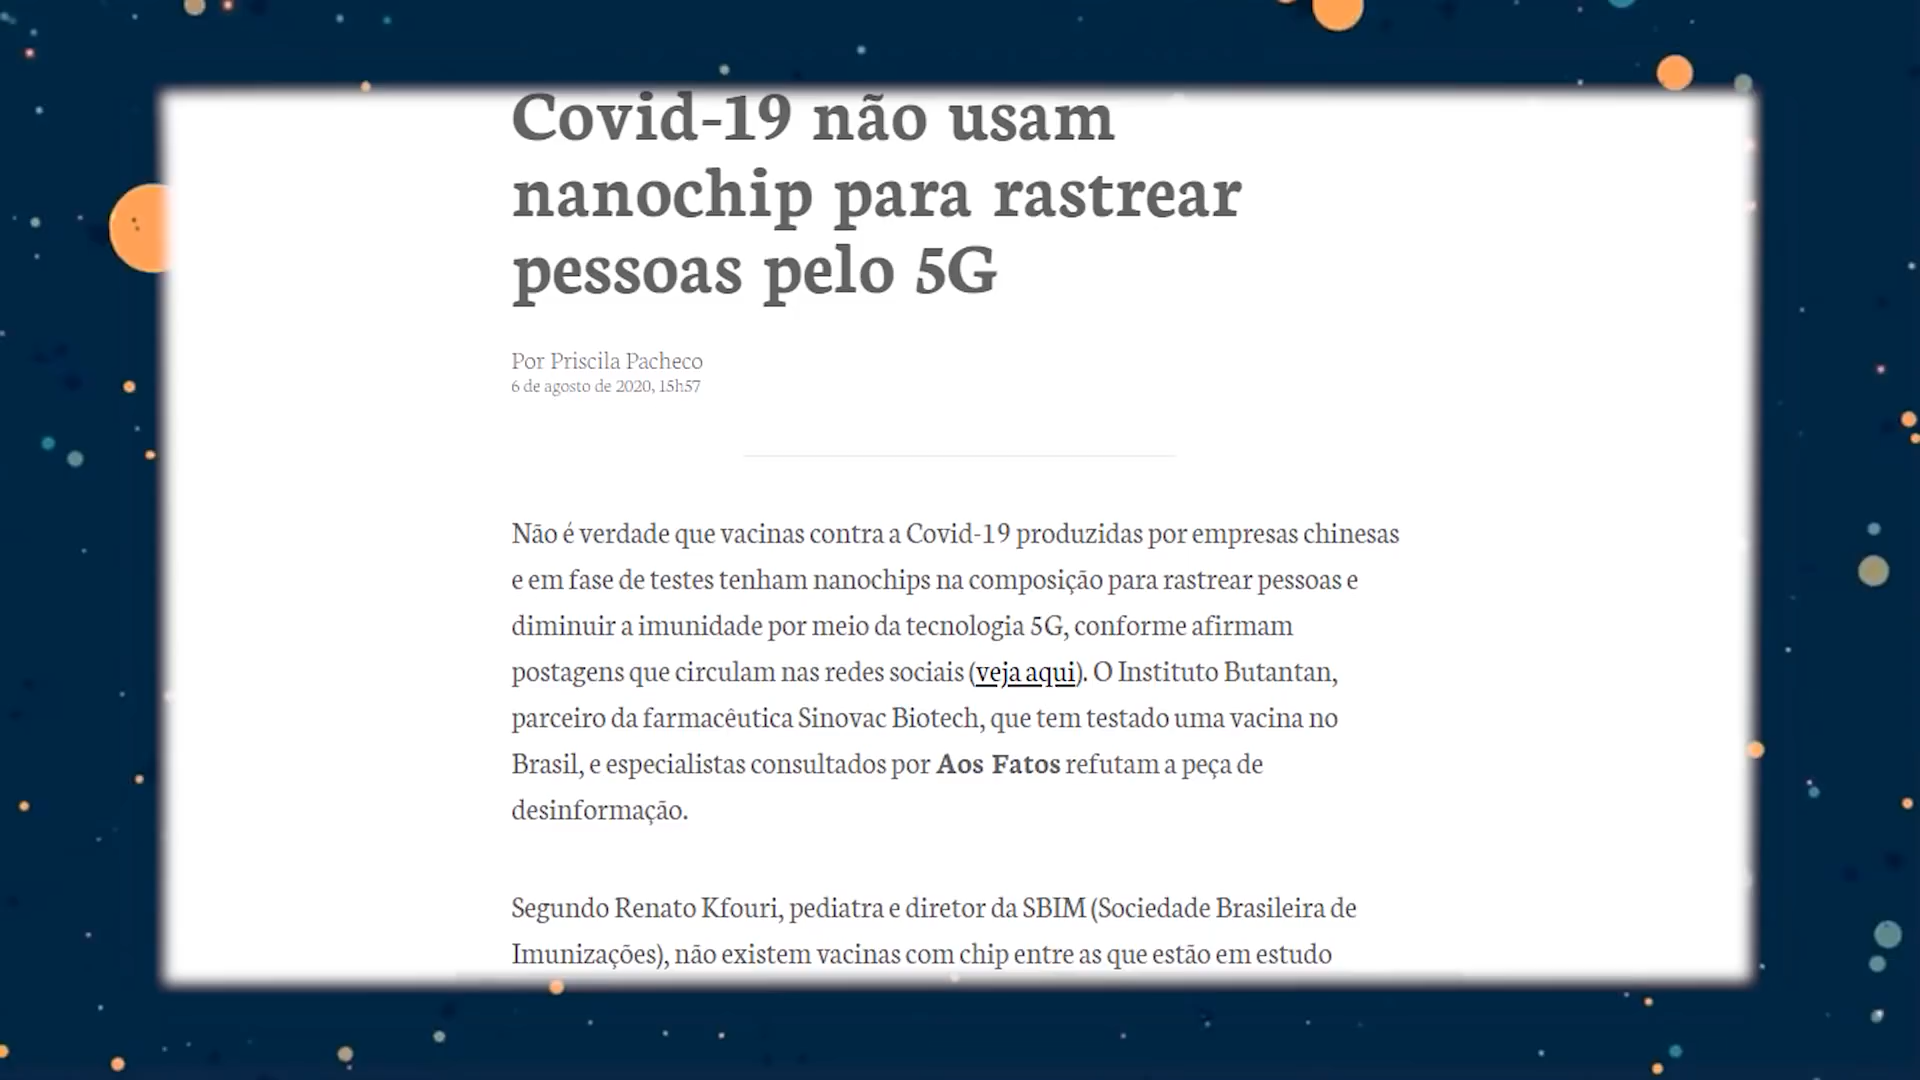 Covid-19 não usam
nanochip para rastrear
pessoas pelo 5G
Por Priscila Pacheco
6 de agosto de 2020, 15h57
Não é verdade que vacinas contra a Covid-19 produzidas por empresas chinesas
e em fase de testes tenham nanochips na composição para rastrear pessoas e
diminuir a imunidade por meio da tecnologia 5G, conforme afirmam
postagens que circulam nas redes sociais (veja aqui). O Instituto Butantan,
parceiro da farmacêutica Sinovac Biotech, que tem testado uma vacina no
Brasil, e especialistas consultados por Aos Fatos refutam a peça de
desinformação.
Segundo Renato Kfouri, pediatra e diretor da SBIM (Sociedade Brasileira de
Imunizações), não existem vacinas com chip entre as que estão em estudo